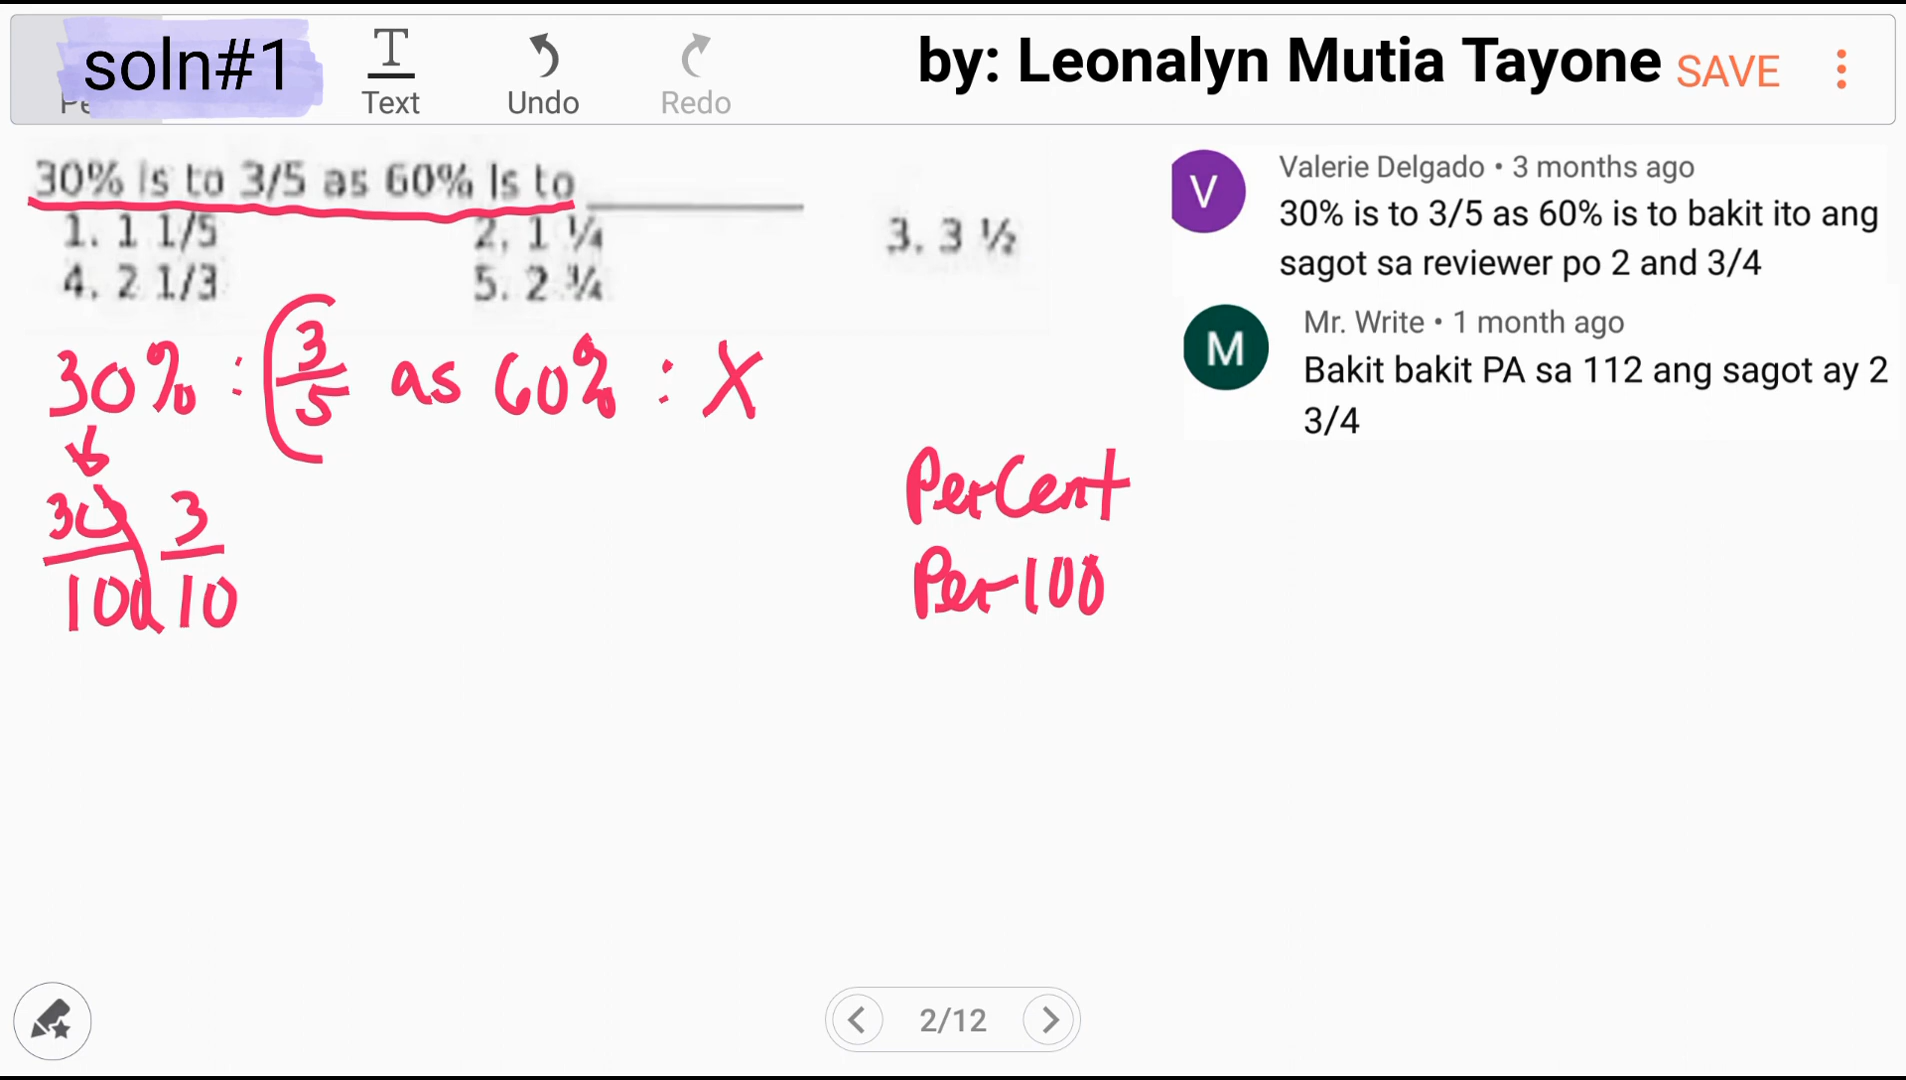 soln#1
Text
Undo
Redo
by: Leonalyn Mutia Tayone
SAVE
30% Is to 3/5 as 60% Is to __________
1. 1 1/5
2, 1 ¼
3. 3 ½
4. 2 1/3
5. 2 ¾
30% : 3/5 as 60% : X
30/100 3/10
PerCent
Per 100
V
Valerie Delgado • 3 months ago
30% is to 3/5 as 60% is to bakit ito ang
sagot sa reviewer po 2 and 3/4
M
Mr. Write • 1 month ago
Bakit bakit PA sa 112 ang sagot ay 2
3/4
2/12